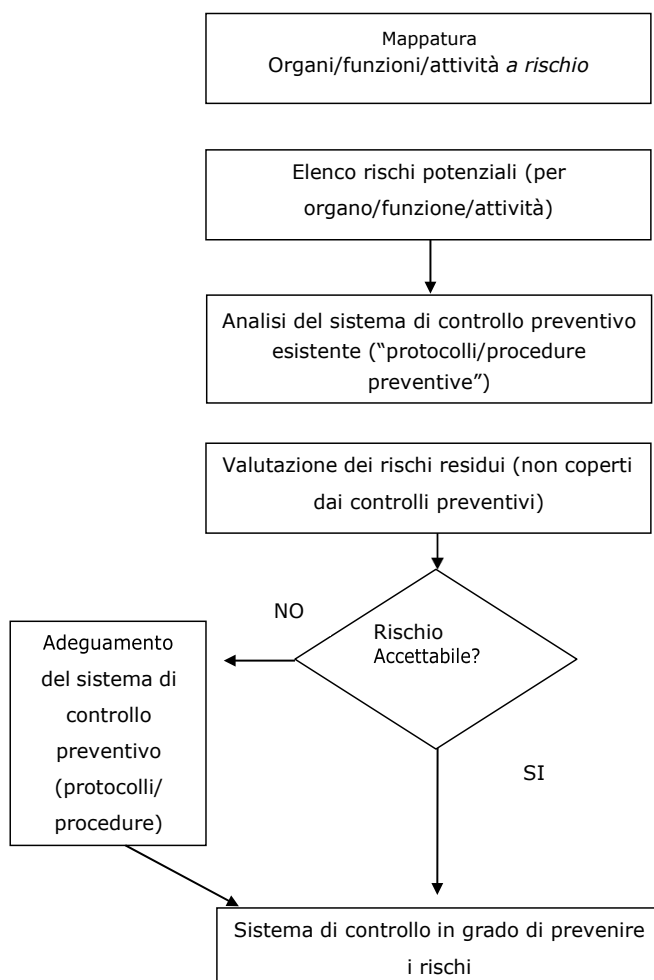 Mappatura
Organi/funzioni/attività a rischio
Elenco rischi potenziali (per
organo/funzione/attività)
Analisi del sistema di controllo preventivo
esistente (“protocolli/procedure
preventive”)
Valutazione dei rischi residui (non coperti
dai controlli preventivi)
NO
Rischio
Accettabile?
Adeguamento
del sistema di
controllo
preventivo
(protocolli/
procedure)
SI
Sistema di controllo in grado di prevenire
i rischi